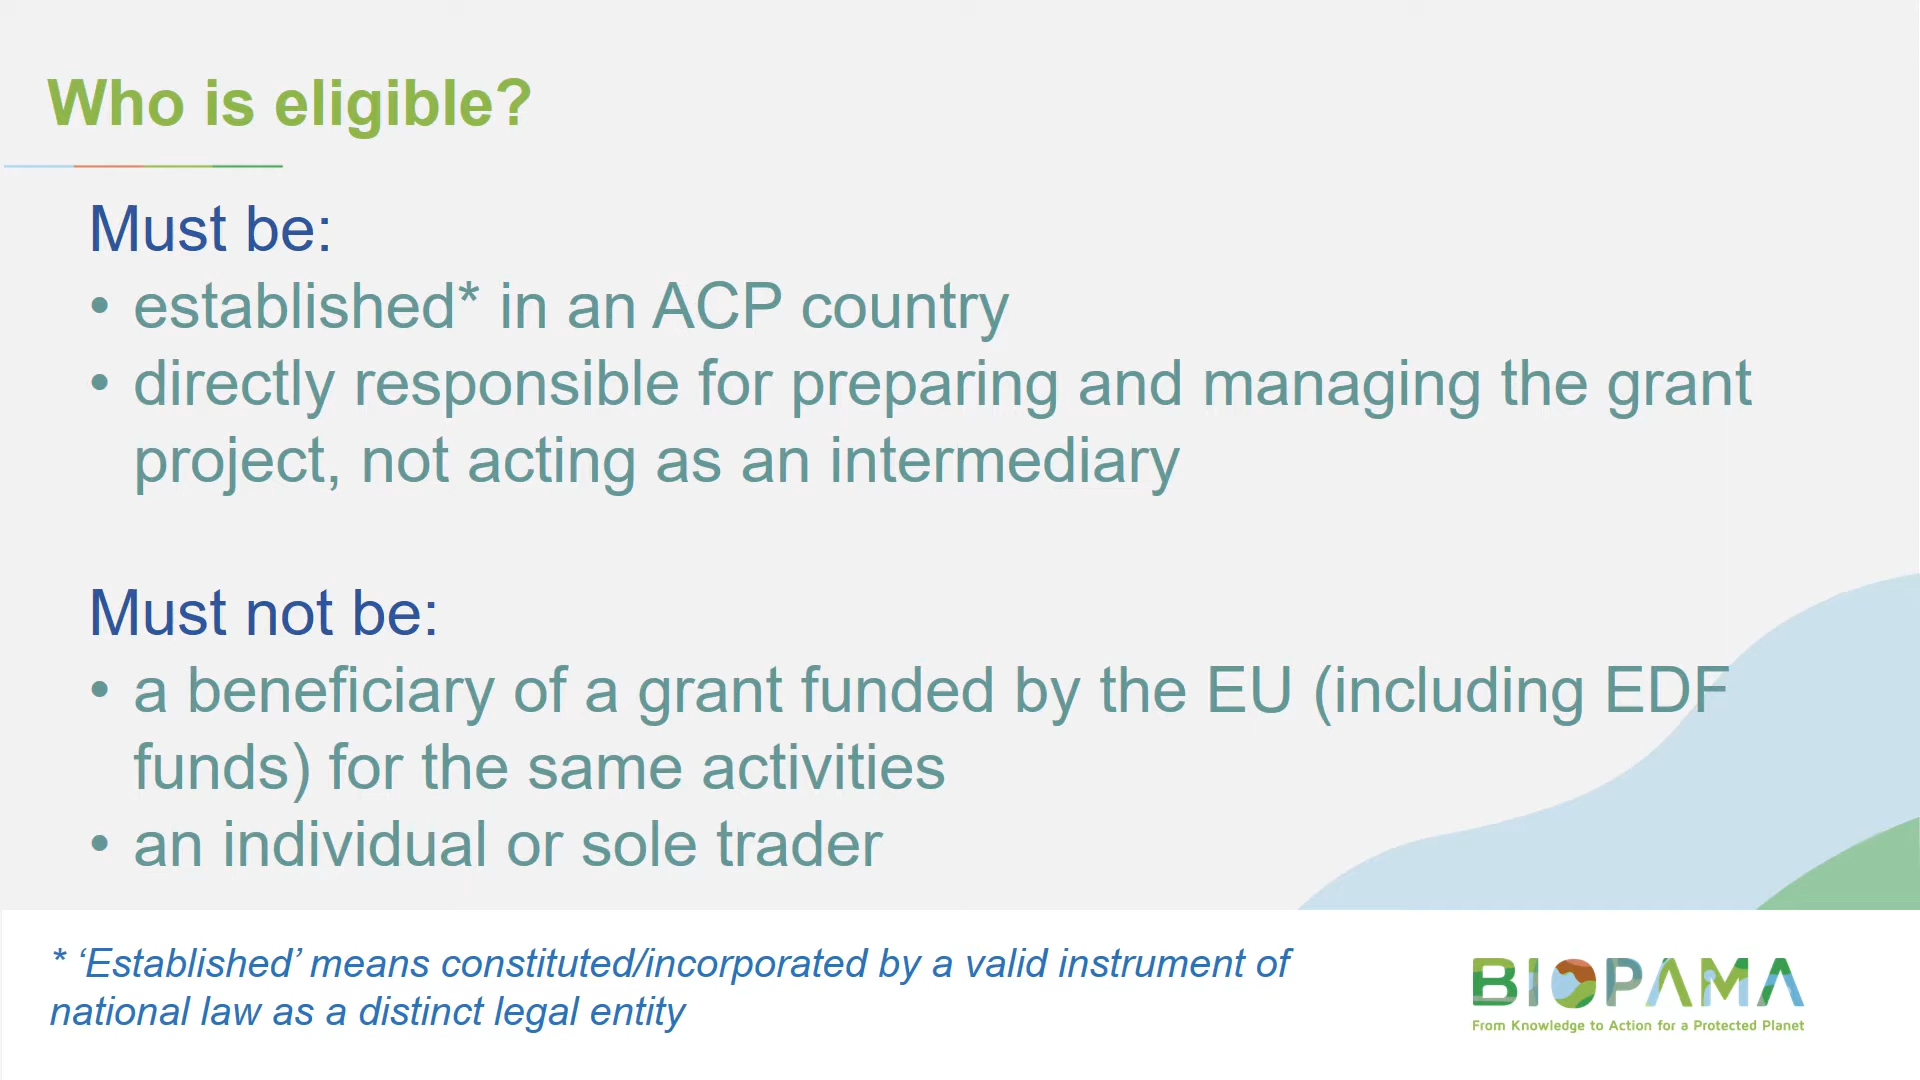 Who is eligible?
Must be:
• established* in an ACP country
• directly responsible for preparing and managing the grant
project, not acting as an intermediary
Must not be:
• a beneficiary of a grant funded by the EU (including EDF
funds) for the same activities
• an individual or sole trader
* ‘Established’ means constituted/incorporated by a valid instrument of
national law as a distinct legal entity
BIOPAMA
From Knowledge to Action for a Protected Planet